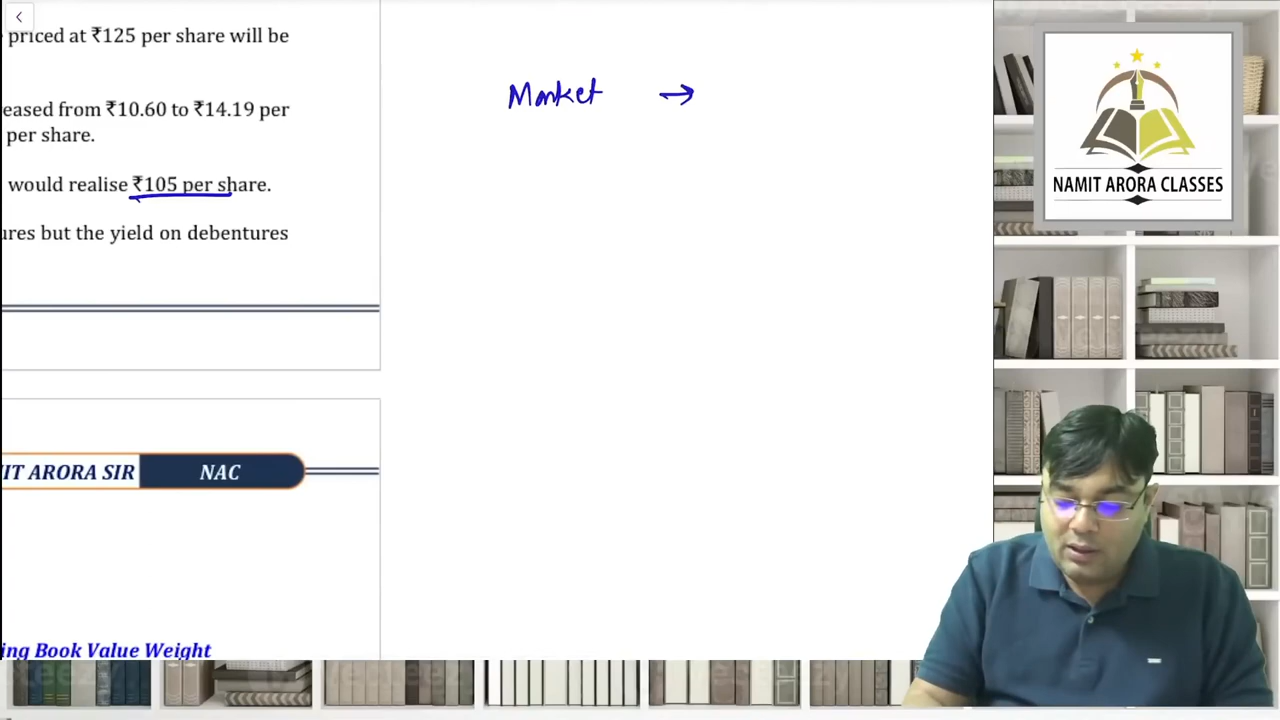 priced at ₹125 per share will be
eased from ₹10.60 to ₹14.19 per
per share.
would realise ₹105 per share.
ures but the yield on debentures
Market →
NAMIT ARORA CLASSES
IT ARORA SIR NAC
ing Book Value Weight